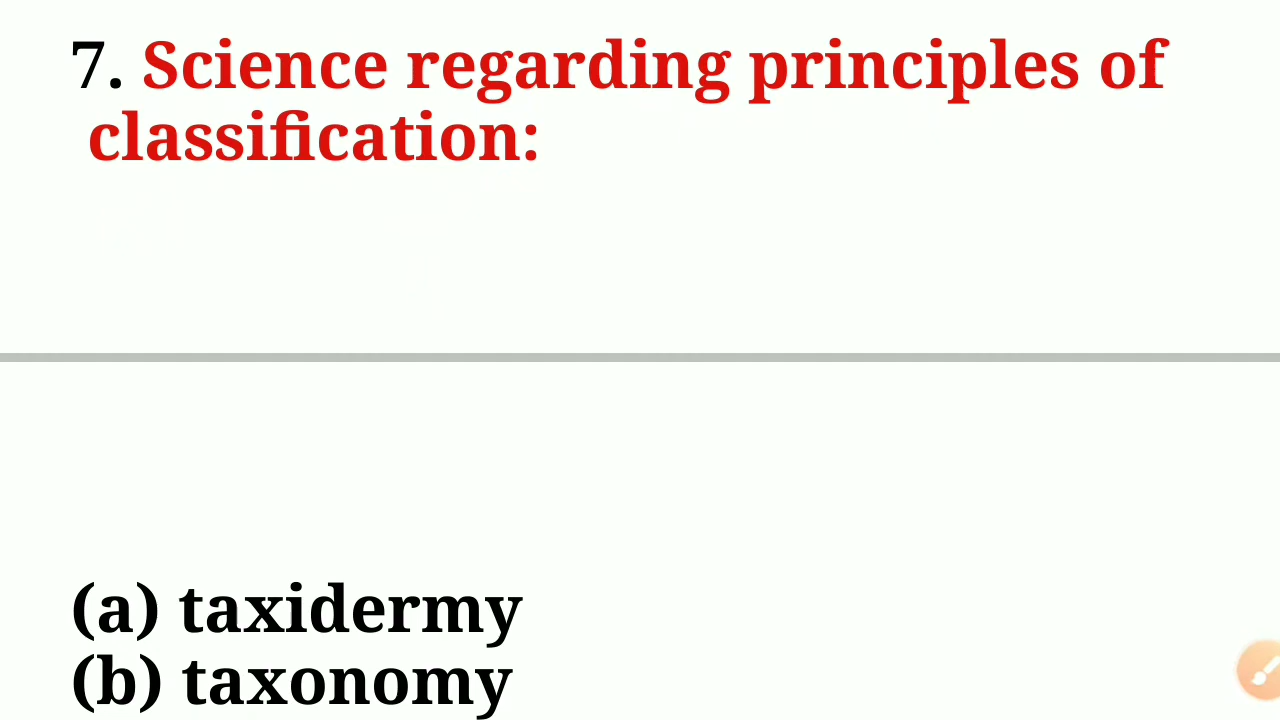 7. Science regarding principles of
classification:
(a) taxidermy
(b) taxonomy